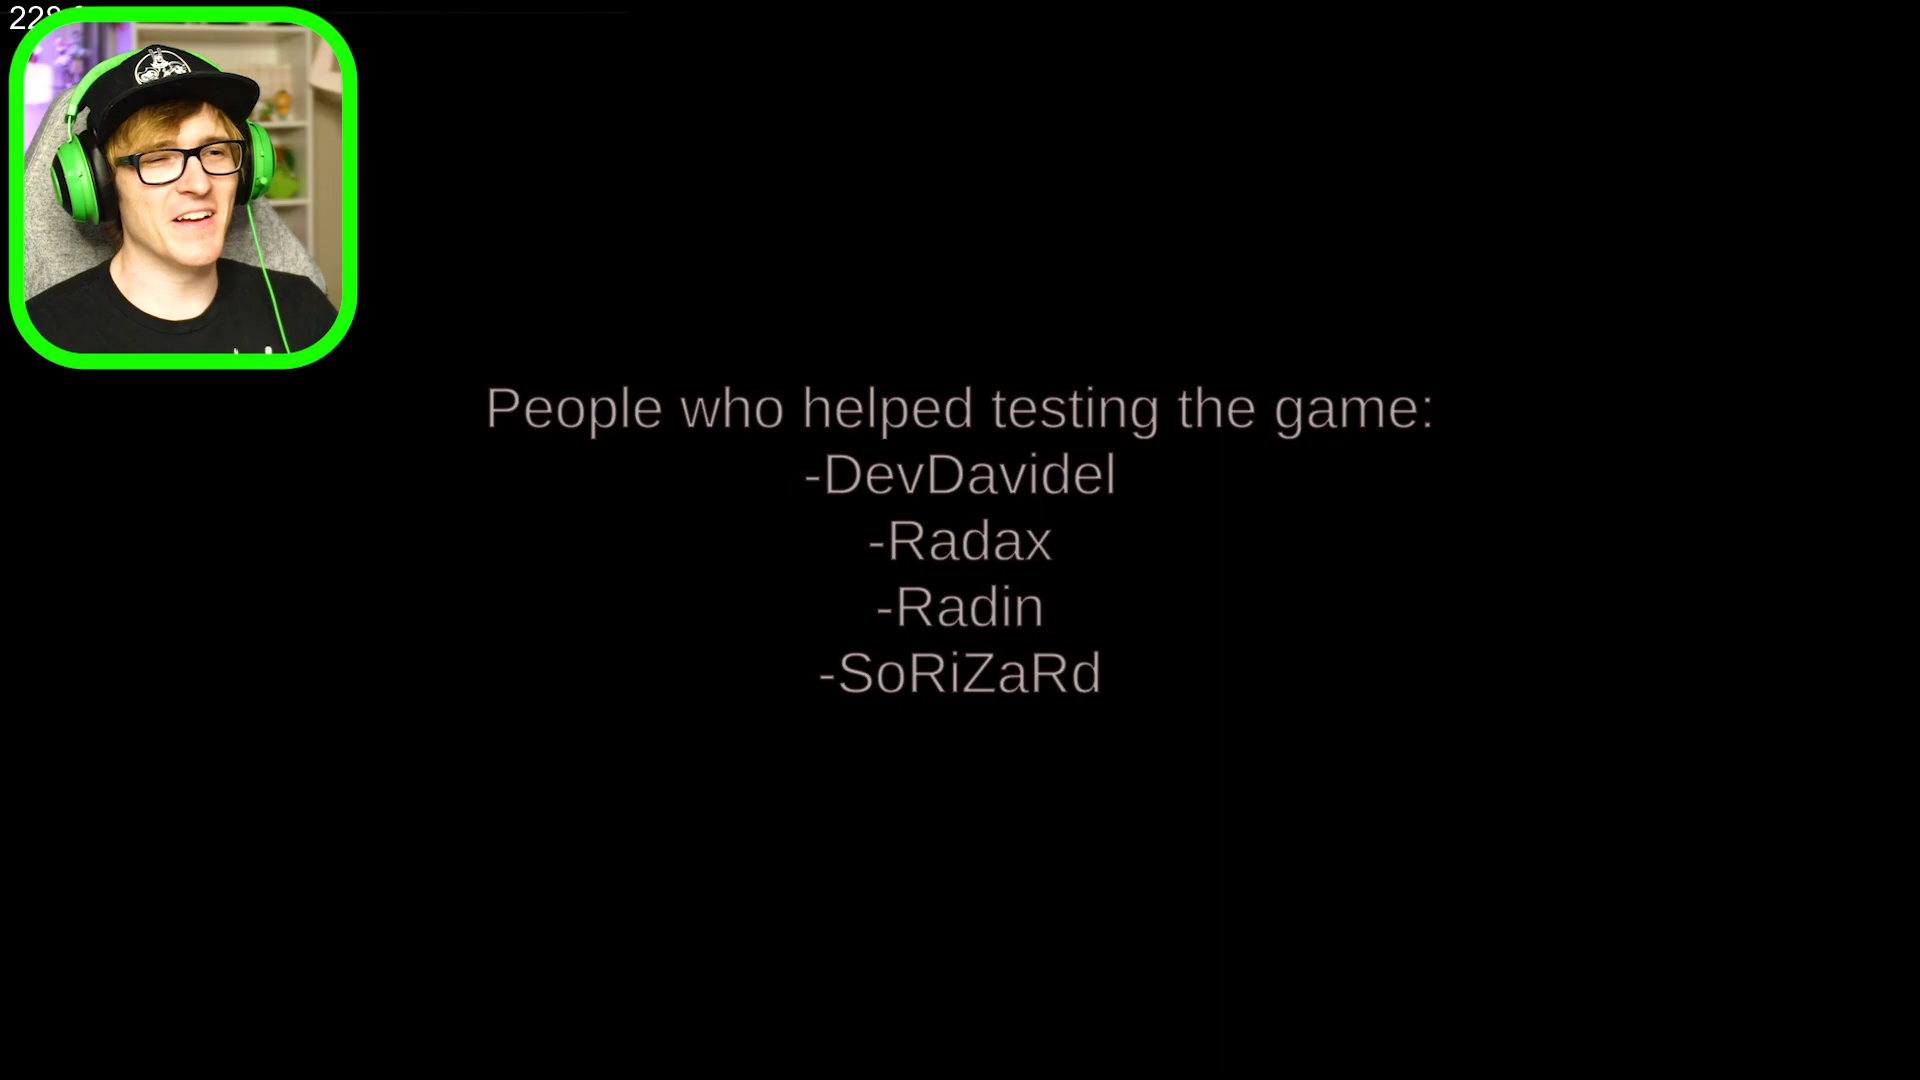 People who helped testing the game:
-DevDavidel
-Radax
-Radin
-SoRiZaRd